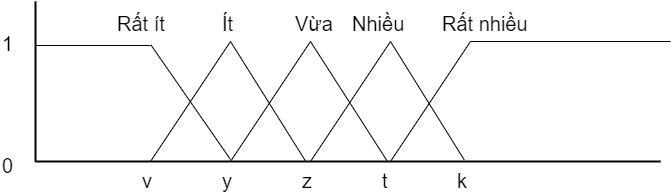 Rất ít Ít Vừa Nhiều Rất nhiều
1
0
v y z t k